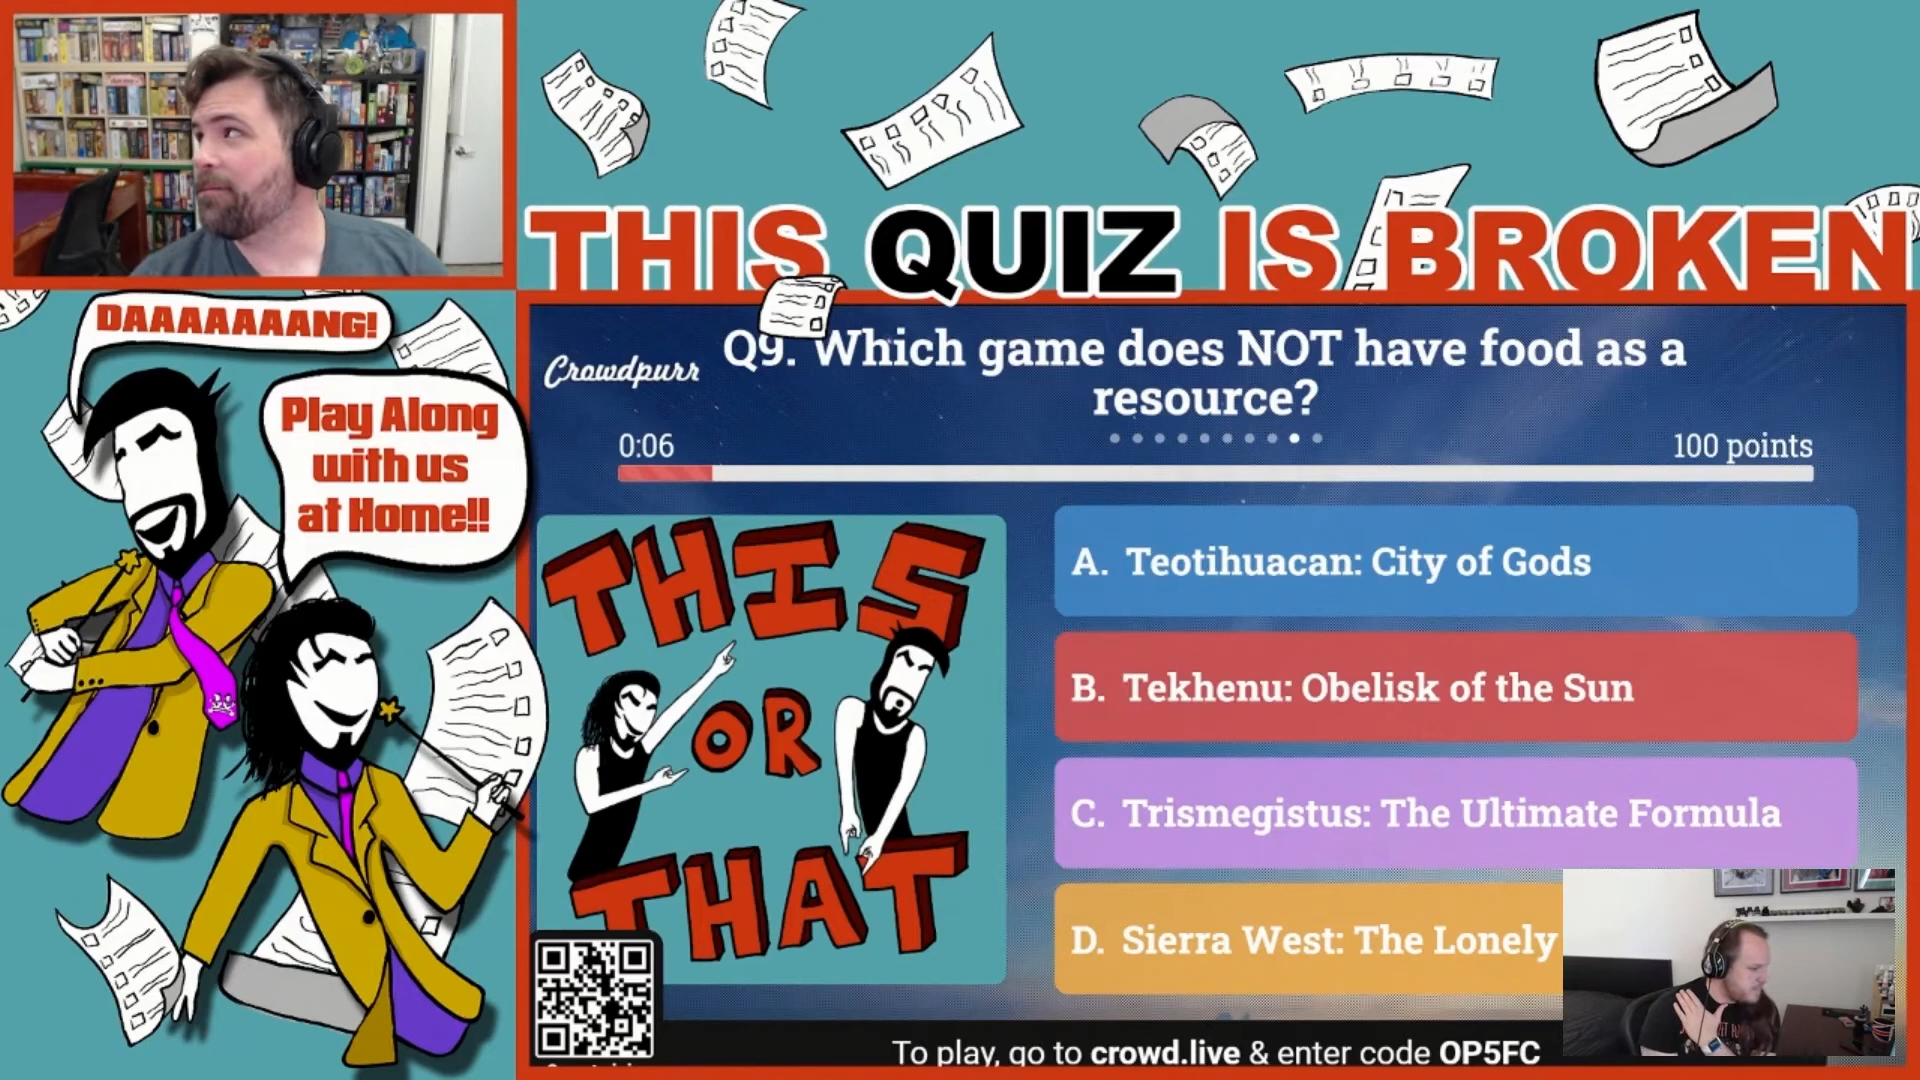 THIS QUIZ IS BROKEN
DAAAAAAAANG!
Play Along
with us
at Home!!
Crowdpurr
Q9. Which game does NOT have food as a
resource?
0:06
100 points
THIS
OR
THAT
A. Teotihuacan: City of Gods
B. Tekhenu: Obelisk of the Sun
C. Trismegistus: The Ultimate Formula
D. Sierra West: The Lonely
To play, go to crowd.live & enter code OP5FC